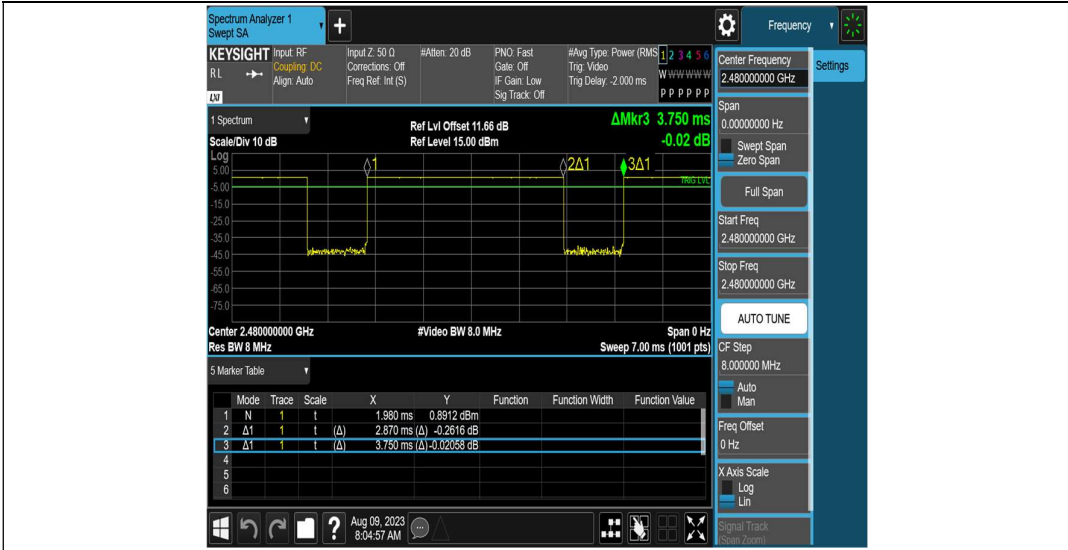 Spectrum Analyzer 1
Swept SA
+
Frequency
KEYSIGHT
RL
LXI
Input: RF
Coupling: DC
Align: Auto
Input Z: 50 Ω
Corrections: Off
Freq Ref: Int (S)
#Atten: 20 dB
PNO: Fast
Gate: Off
IF Gain: Low
Sig Track: Off
#Avg Type: Power (RMS
Trig: Video
Trig Delay: -2.000 ms
1 2 3 4 5 6
W W W W W W
P P P P P P
1 Spectrum
Scale/Div 10 dB
Ref Lvl Offset 11.66 dB
Ref Level 15.00 dBm
ΔMkr3 3.750 ms
-0.02 dB
Log
5.00
-5.00
-15.0
-25.0
-35.0
-45.0
-55.0
-65.0
-75.0
1
2Δ1
3Δ1
TRIG LVL
Center 2.480000000 GHz
Res BW 8 MHz
#Video BW 8.0 MHz
Span 0 Hz
Sweep 7.00 ms (1001 pts)
5 Marker Table
Mode Trace Scale X Y Function Function Width Function Value
1 N 1 t 1.980 ms 0.8912 dBm
2 Δ1 1 t (Δ) 2.870 ms (Δ) -0.2616 dB
3 Δ1 1 t (Δ) 3.750 ms (Δ) -0.02058 dB
4
5
6
?
Aug 09, 2023
8:04:57 AM
Center Frequency
2.480000000 GHz
Settings
Span
0.00000000 Hz
Swept Span
Zero Span
Full Span
Start Freq
2.480000000 GHz
Stop Freq
2.480000000 GHz
AUTO TUNE
CF Step
8.000000 MHz
Auto
Man
Freq Offset
0 Hz
X Axis Scale
Log
Lin
Signal Track
(Span Zoom)